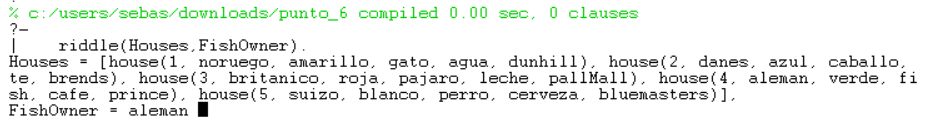 % c:/users/sebas/downloads/punto_6 compiled 0.00 sec, 0 clauses
?-
|    riddle(Houses,FishOwner).
Houses = [house(1, noruego, amarillo, gato, agua, dunhill), house(2, danes, azul, caballo,
te, brends), house(3, britanico, roja, pajaro, leche, pallMall), house(4, aleman, verde, fi
sh, cafe, prince), house(5, suizo, blanco, perro, cerveza, bluemasters)],
FishOwner = aleman